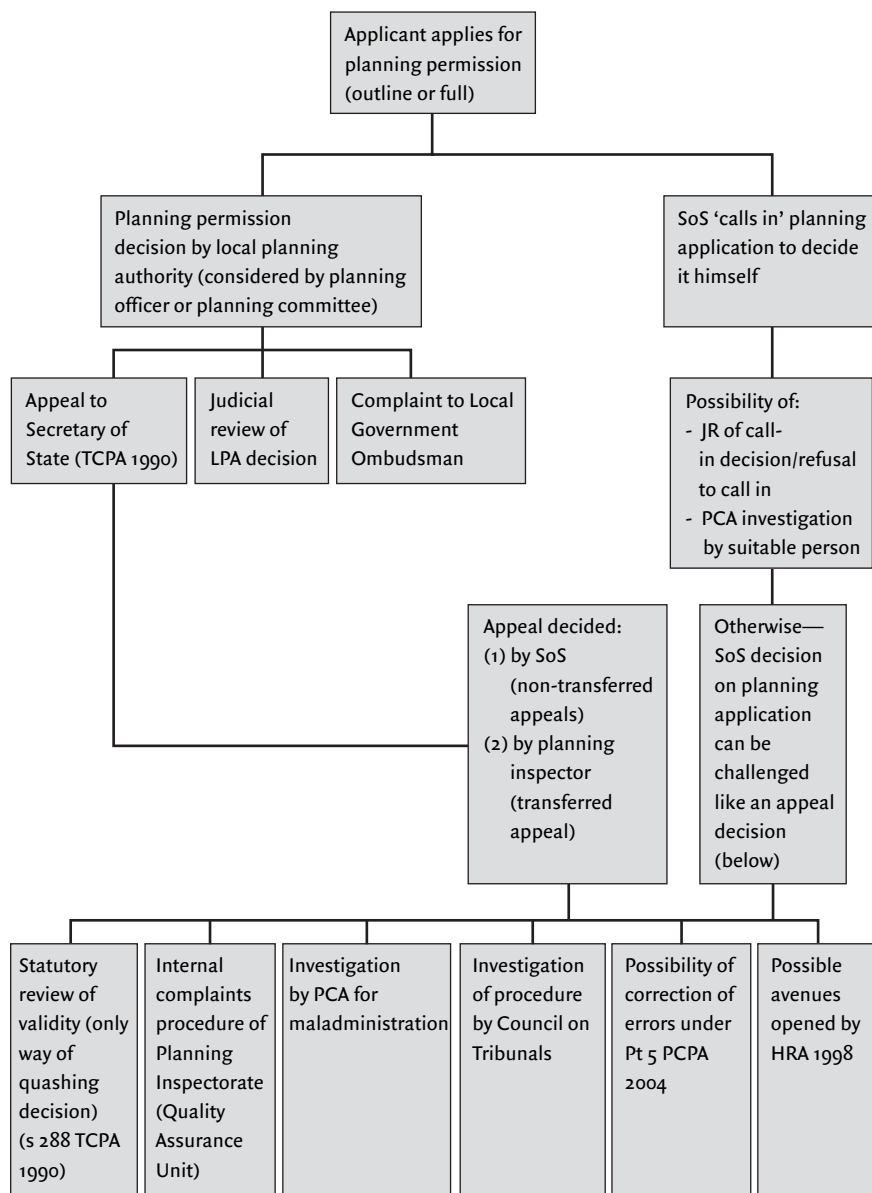 Applicant applies for
planning permission
(outline or full)
Planning permission
decision by local planning
authority (considered by planning
officer or planning committee)
SoS ‘calls in’ planning
application to decide
it himself
Appeal to
Secretary of
State (TCPA 1990)
Judicial
review of
LPA decision
Complaint to Local
Government
Ombudsman
Possibility of:
- JR of call-
in decision/refusal
to call in
- PCA investigation
by suitable person
Appeal decided:
(1) by SoS
(non-transferred
appeals)
(2) by planning
inspector
(transferred
appeal)
Otherwise—
SoS decision
on planning
application
can be
challenged
like an appeal
decision
(below)
Statutory
review of
validity (only
way of
quashing
decision)
(s 288 TCPA
1990)
Internal
complaints
procedure of
Planning
Inspectorate
(Quality
Assurance
Unit)
Investigation
by PCA for
maladministration
Investigation
of procedure
by Council on
Tribunals
Possibility of
correction of
errors under
Pt 5 PCPA
2004
Possible
avenues
opened by
HRA 1998